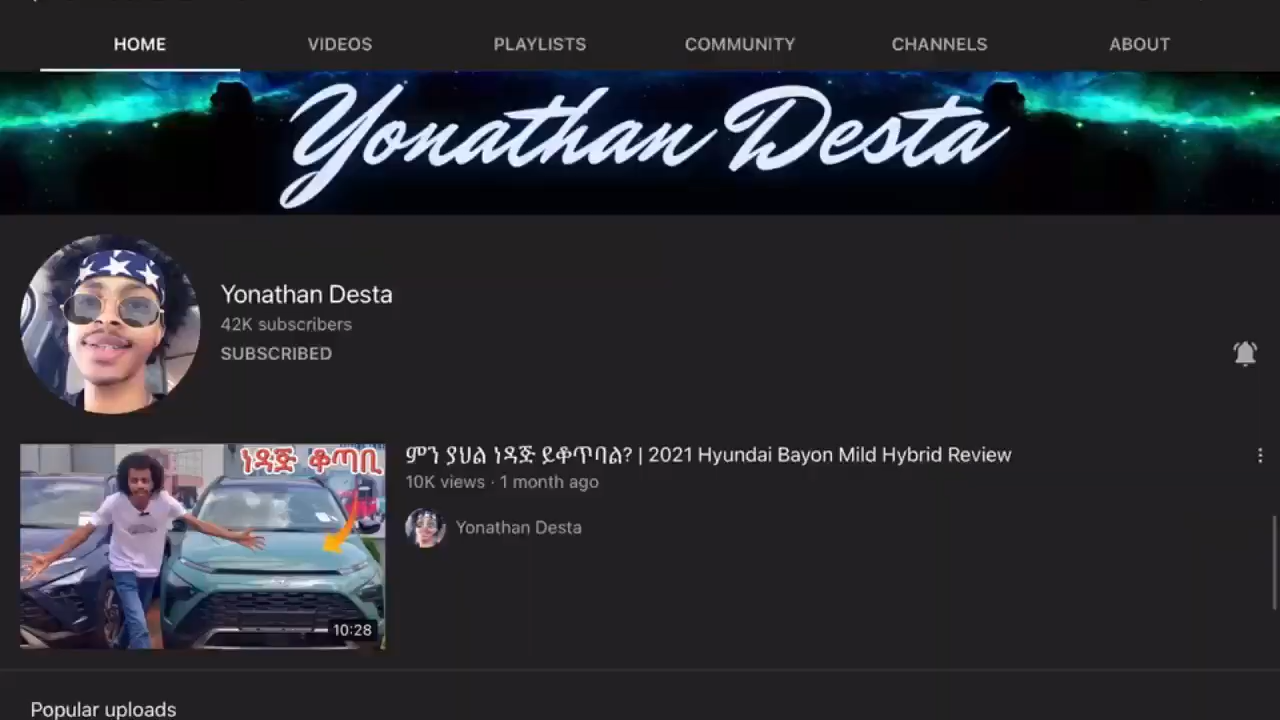 HOME VIDEOS PLAYLISTS COMMUNITY CHANNELS ABOUT
Yonathan Desta
Yonathan Desta
42K subscribers
SUBSCRIBED
ነዳጅ ቆጣቢ
10:28
ምን ያህል ነዳጅ ይቆጥባል? | 2021 Hyundai Bayon Mild Hybrid Review
10K views · 1 month ago
Yonathan Desta
Popular uploads